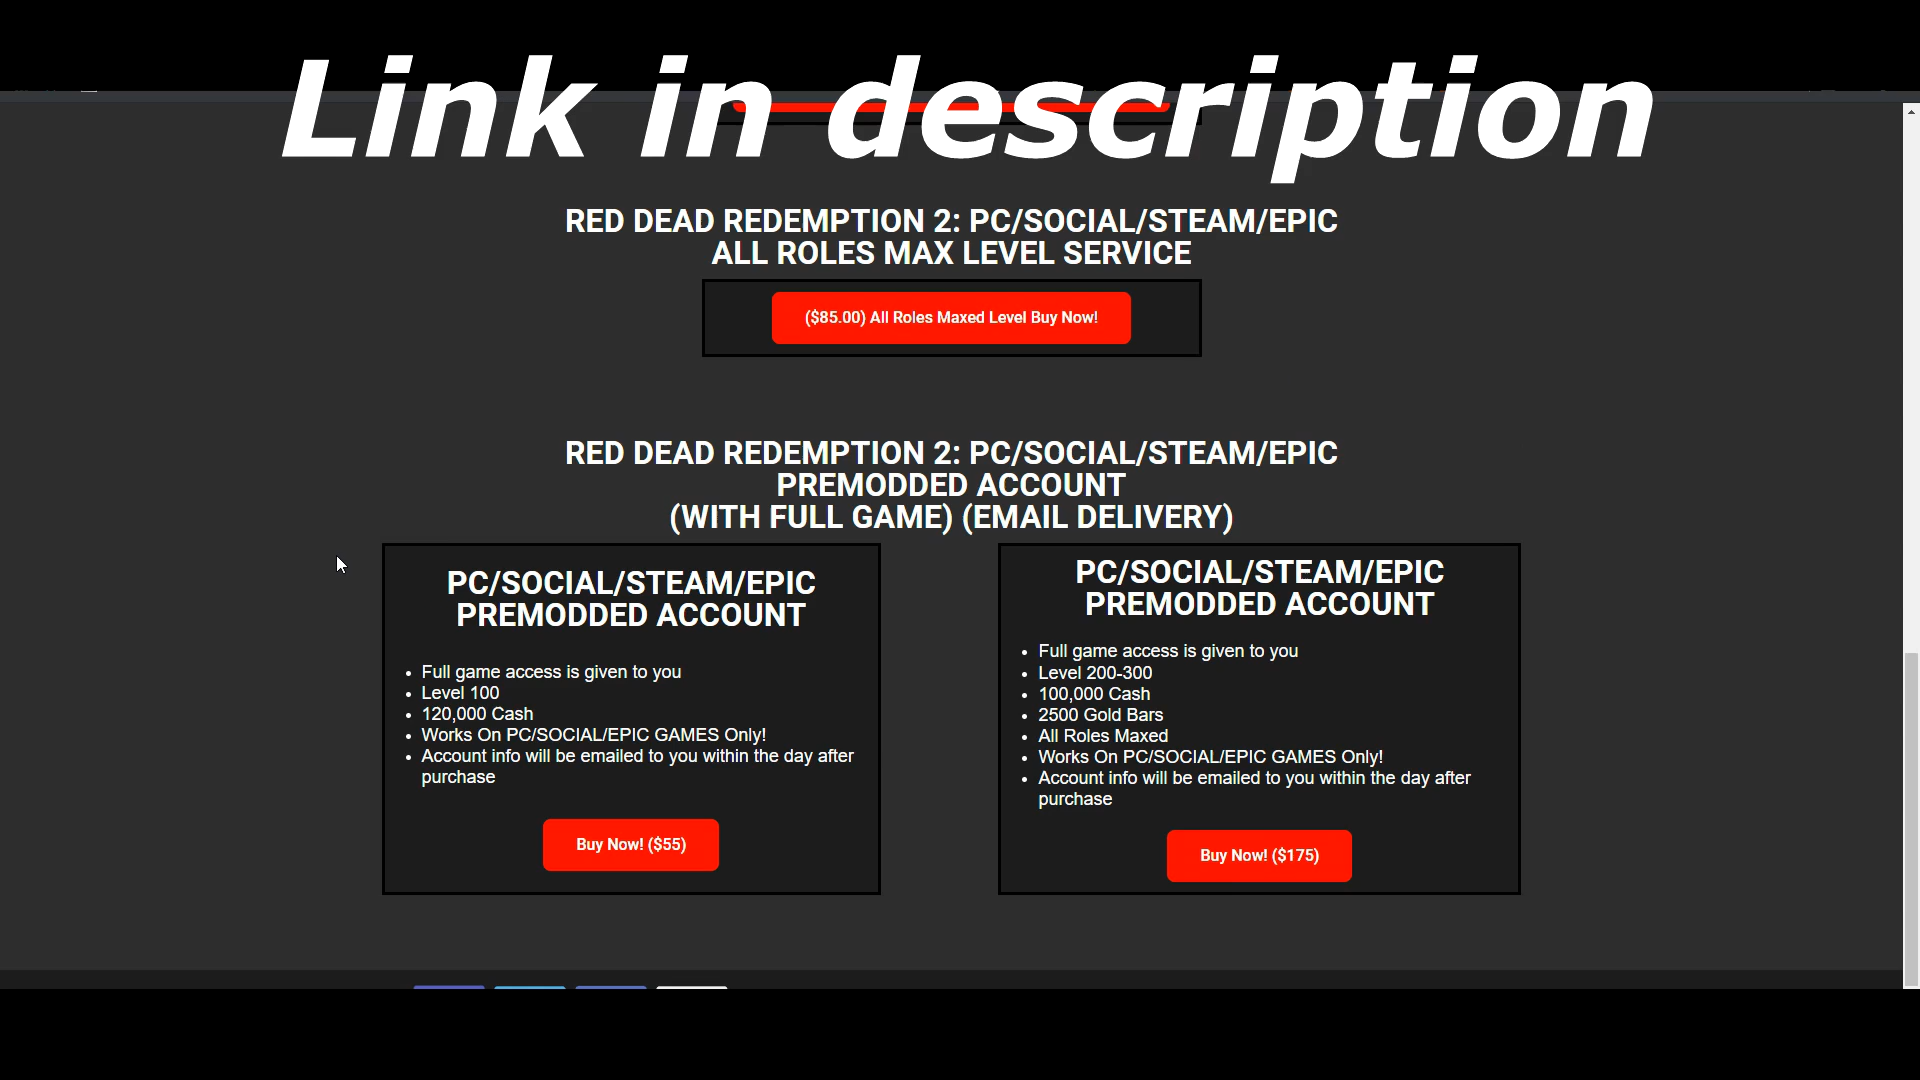 Link in description
RED DEAD REDEMPTION 2: PC/SOCIAL/STEAM/EPIC
ALL ROLES MAX LEVEL SERVICE
($85.00) All Roles Maxed Level Buy Now!
RED DEAD REDEMPTION 2: PC/SOCIAL/STEAM/EPIC
PREMODDED ACCOUNT
(WITH FULL GAME) (EMAIL DELIVERY)
PC/SOCIAL/STEAM/EPIC
PREMODDED ACCOUNT
• Full game access is given to you
• Level 100
• 120,000 Cash
• Works On PC/SOCIAL/EPIC GAMES Only!
• Account info will be emailed to you within the day after
purchase
Buy Now! ($55)
PC/SOCIAL/STEAM/EPIC
PREMODDED ACCOUNT
• Full game access is given to you
• Level 200-300
• 100,000 Cash
• 2500 Gold Bars
• All Roles Maxed
• Works On PC/SOCIAL/EPIC GAMES Only!
• Account info will be emailed to you within the day after
purchase
Buy Now! ($175)